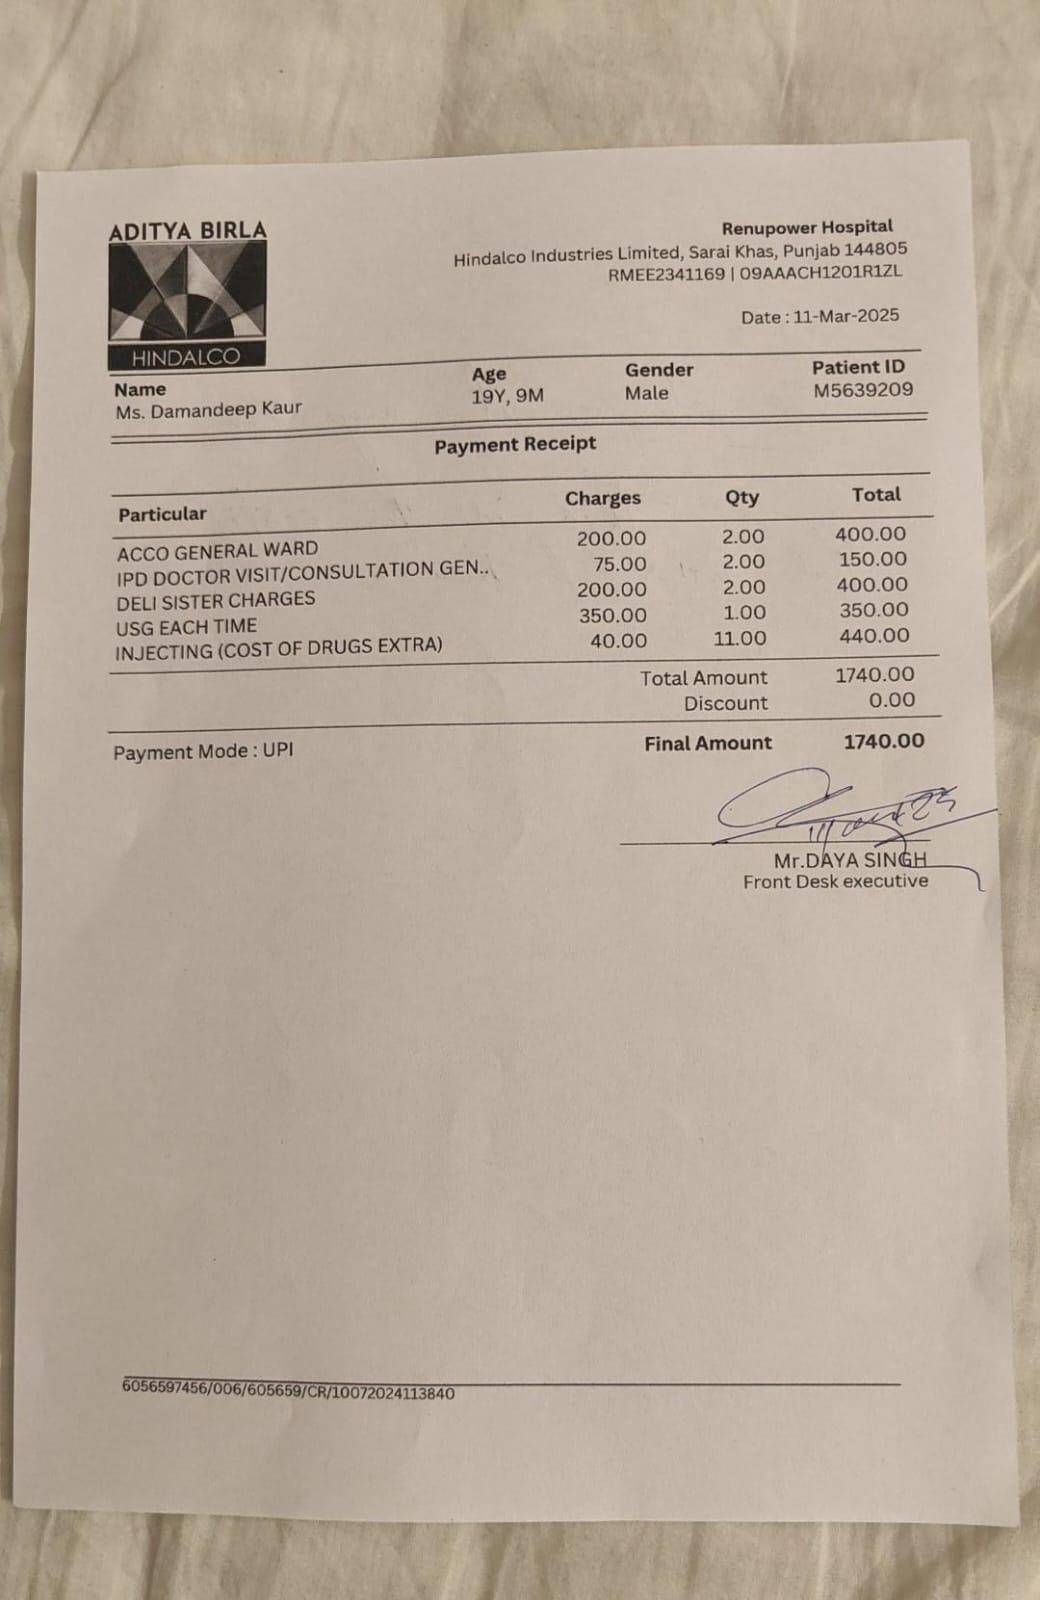 ADITYA BIRLA
HINDALCO
Renupower Hospital
Hindalco Industries Limited, Sarai Khas, Punjab 144805
RMEE2341169 | 09AAACH1201R1ZL
Date : 11-Mar-2025
Name Age Gender Patient ID
Ms. Damandeep Kaur 19Y, 9M Male M5639209
Payment Receipt
Particular Charges Qty Total
ACCO GENERAL WARD 200.00 2.00 400.00
IPD DOCTOR VISIT/CONSULTATION GEN.. 75.00 2.00 150.00
DELI SISTER CHARGES 200.00 2.00 400.00
USG EACH TIME 350.00 1.00 350.00
INJECTING (COST OF DRUGS EXTRA) 40.00 11.00 440.00
Total Amount 1740.00
Discount 0.00
Payment Mode : UPI Final Amount 1740.00
Mr.DAYA SINGH
Front Desk executive
6056597456/006/605659/CR/10072024113840